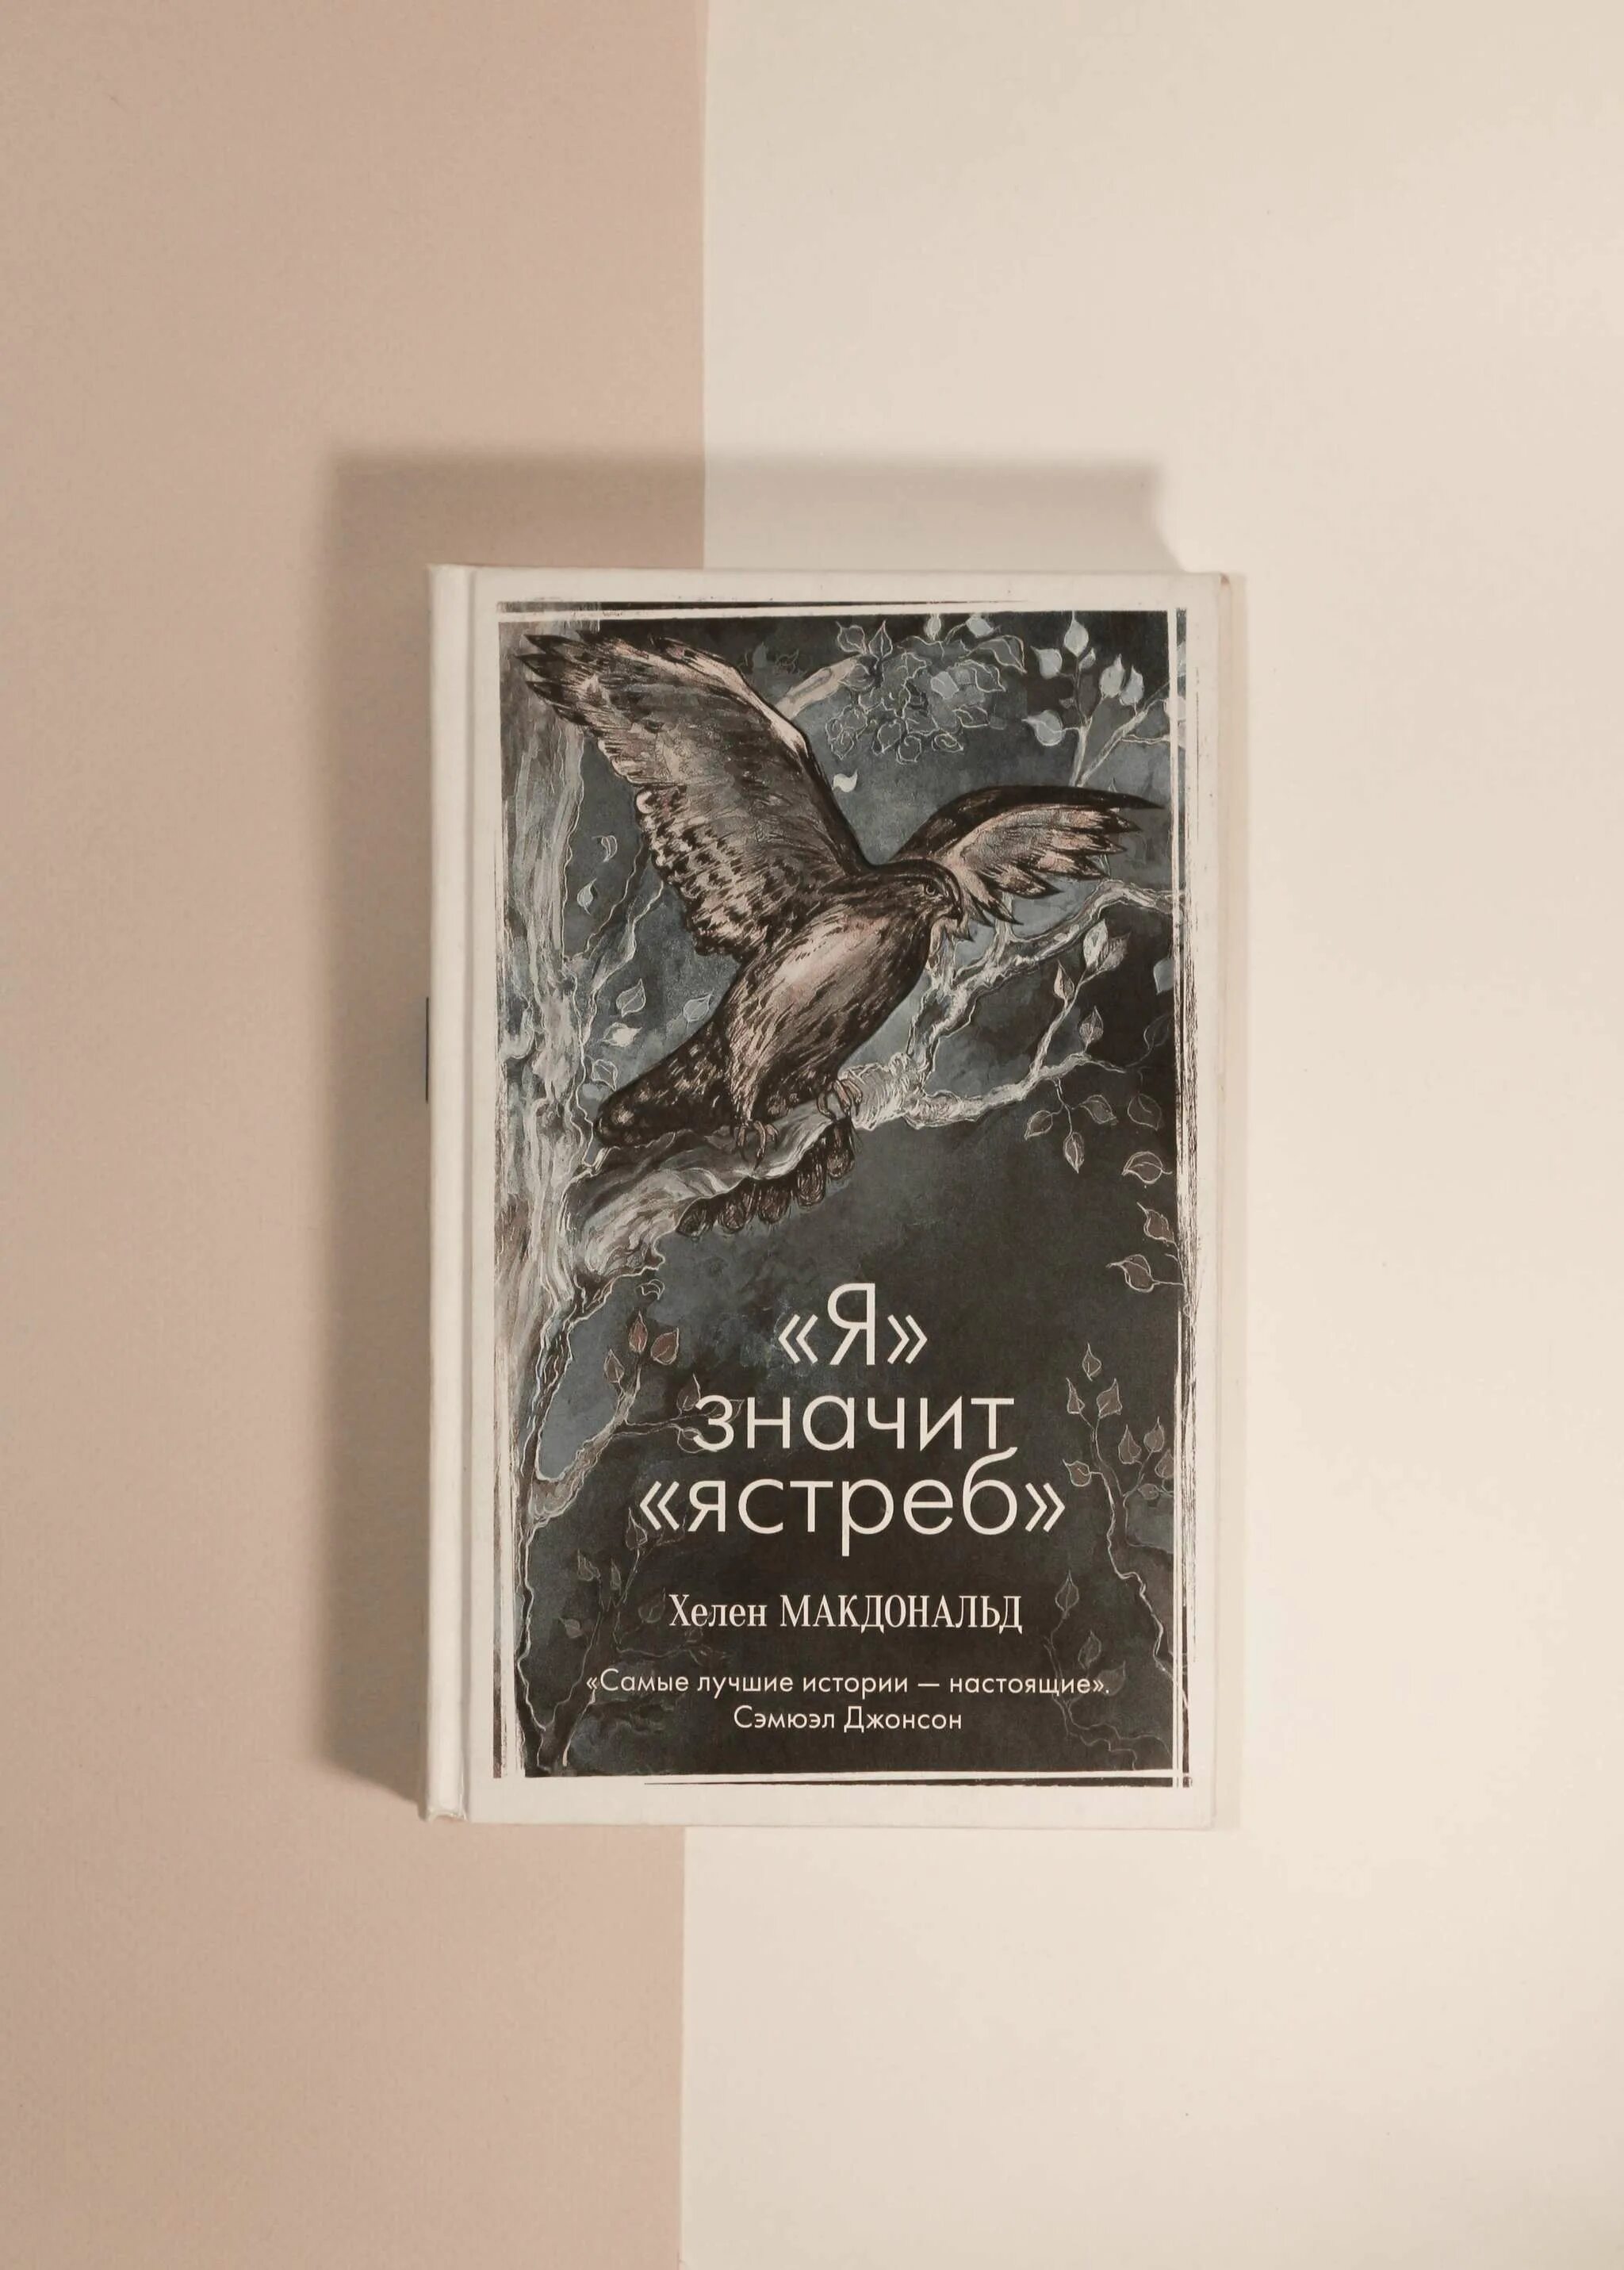 «Я»
значит
«ястреб»
Хелен МАКДОНАЛЬД
«Самые лучшие истории — настоящие».
Сэмюэл Джонсон